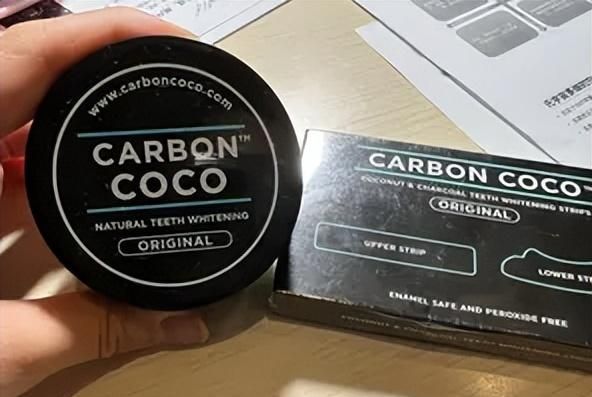 www.carboncoco.com
CARBON™
COCO
NATURAL TEETH WHITENING
ORIGINAL
CARBON COCO™
COCONUT & CHARCOAL TEETH WHITENING STRIPS
ORIGINAL
UPPER STRIP
LOWER
ENAMEL SAFE AND PEROXIDE FREE